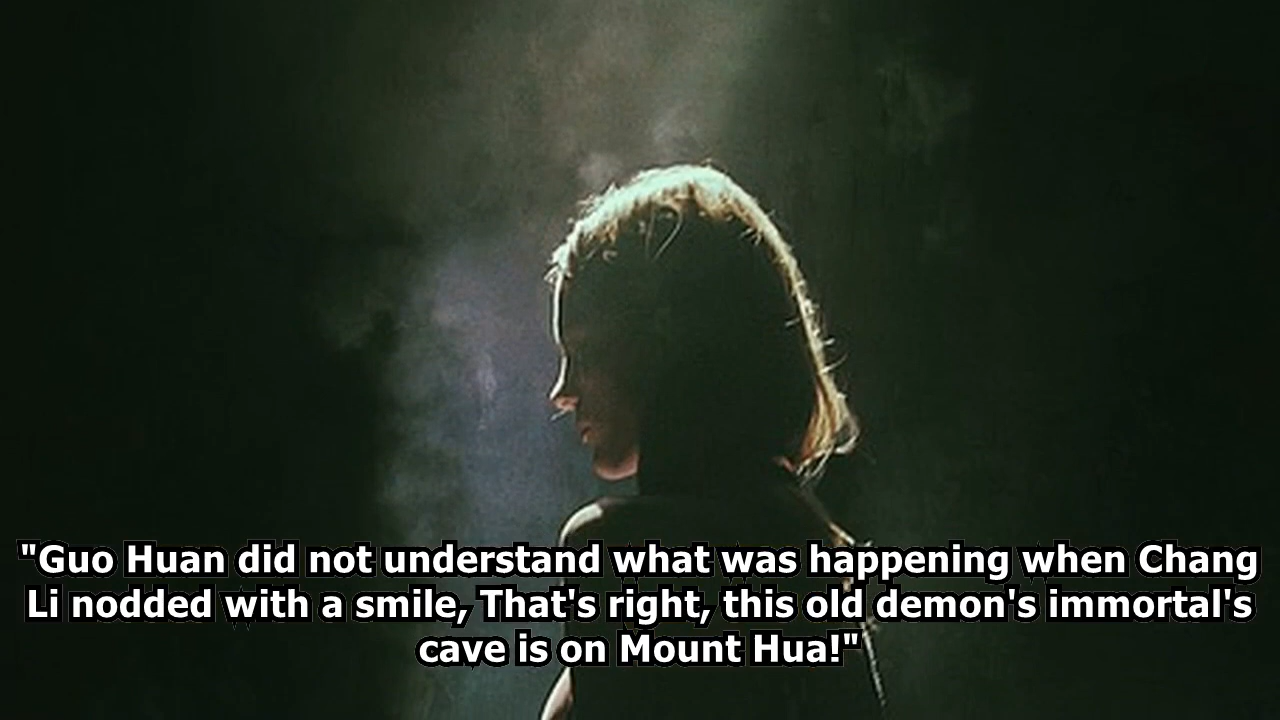 "Guo Huan did not understand what was happening when Chang
Li nodded with a smile, That's right, this old demon's immortal's
cave is on Mount Hua!"